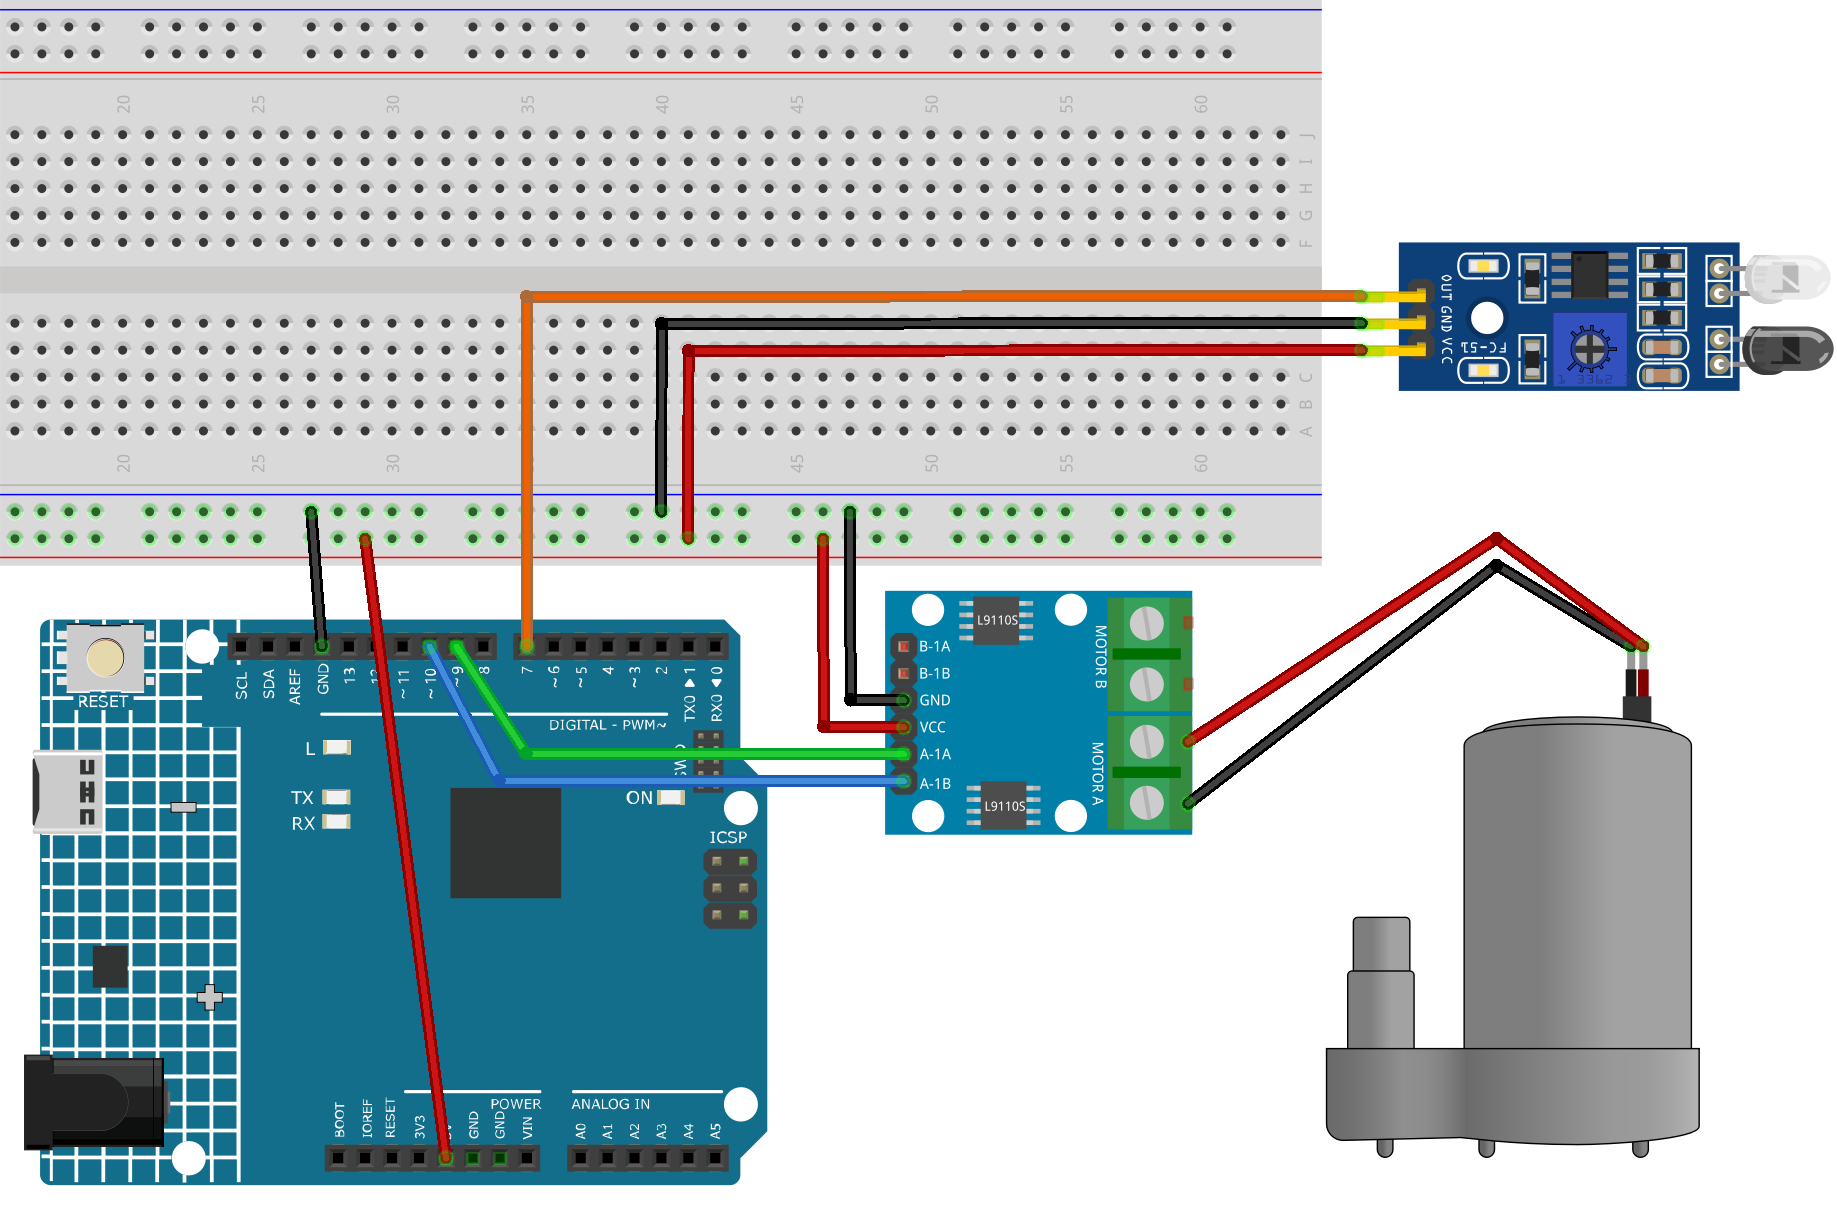 20 25 30 35 40 45 50 55 60
J
I
H
G
F
C
B
A
20 25 30 45 50 55 60
OUT
GND
VCC
FC-51
1 3362
RESET
SCL
SDA
AREF
GND
13
12
~11
~10
~9
8
7
~6
~5
4
~3
2
TX0 1
RX0 0
DIGITAL - PWM~
L
TX
RX
ON
ICSP
BOOT
IOREF
RESET
3V3
GND
GND
VIN
POWER
ANALOG IN
A0
A1
A2
A3
A4
A5
B-1A
B-1B
GND
VCC
A-1A
A-1B
L9110S
L9110S
MOTOR B
MOTOR A